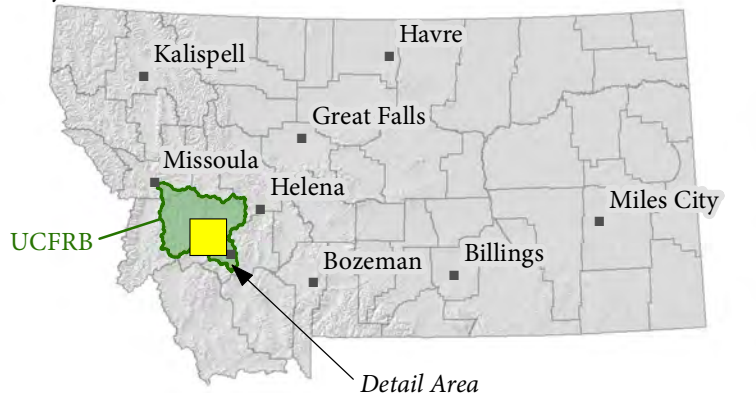 Havre
Kalispell
Great Falls
Missoula
Helena
Miles City
UCFRB
Bozeman
Billings
Detail Area